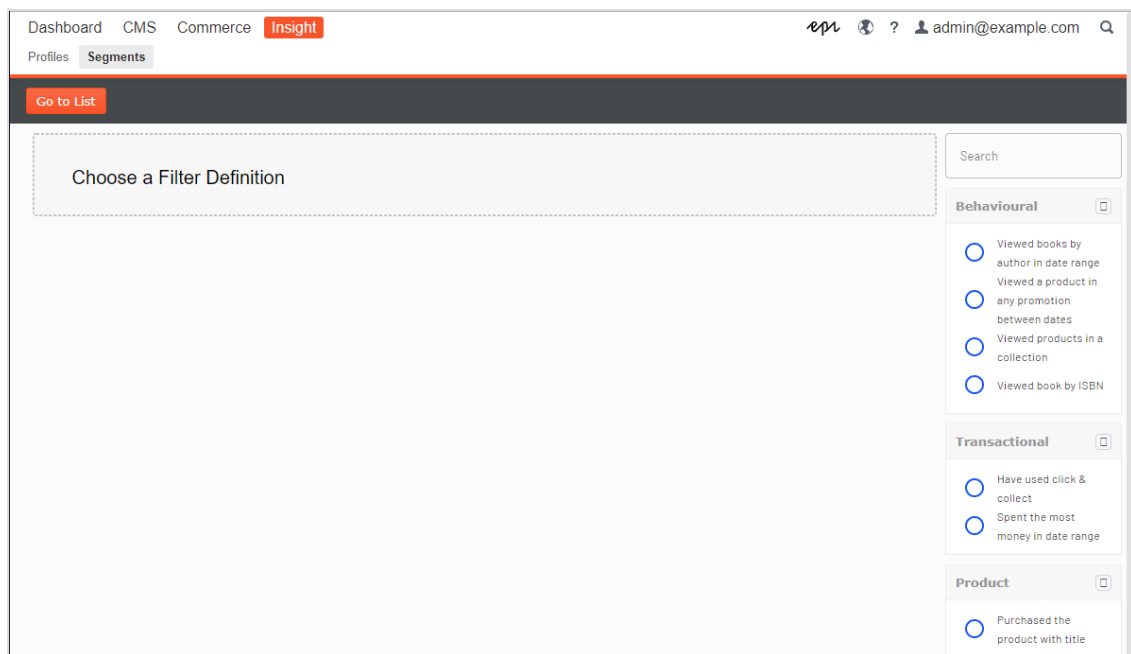 Dashboard CMS Commerce Insight epi ? admin@example.com
Profiles Segments
Go to List
Choose a Filter Definition
Search
Behavioural
Viewed books by
author in date range
Viewed a product in
any promotion
between dates
Viewed products in a
collection
Viewed book by ISBN
Transactional
Have used click &
collect
Spent the most
money in date range
Product
Purchased the
product with title